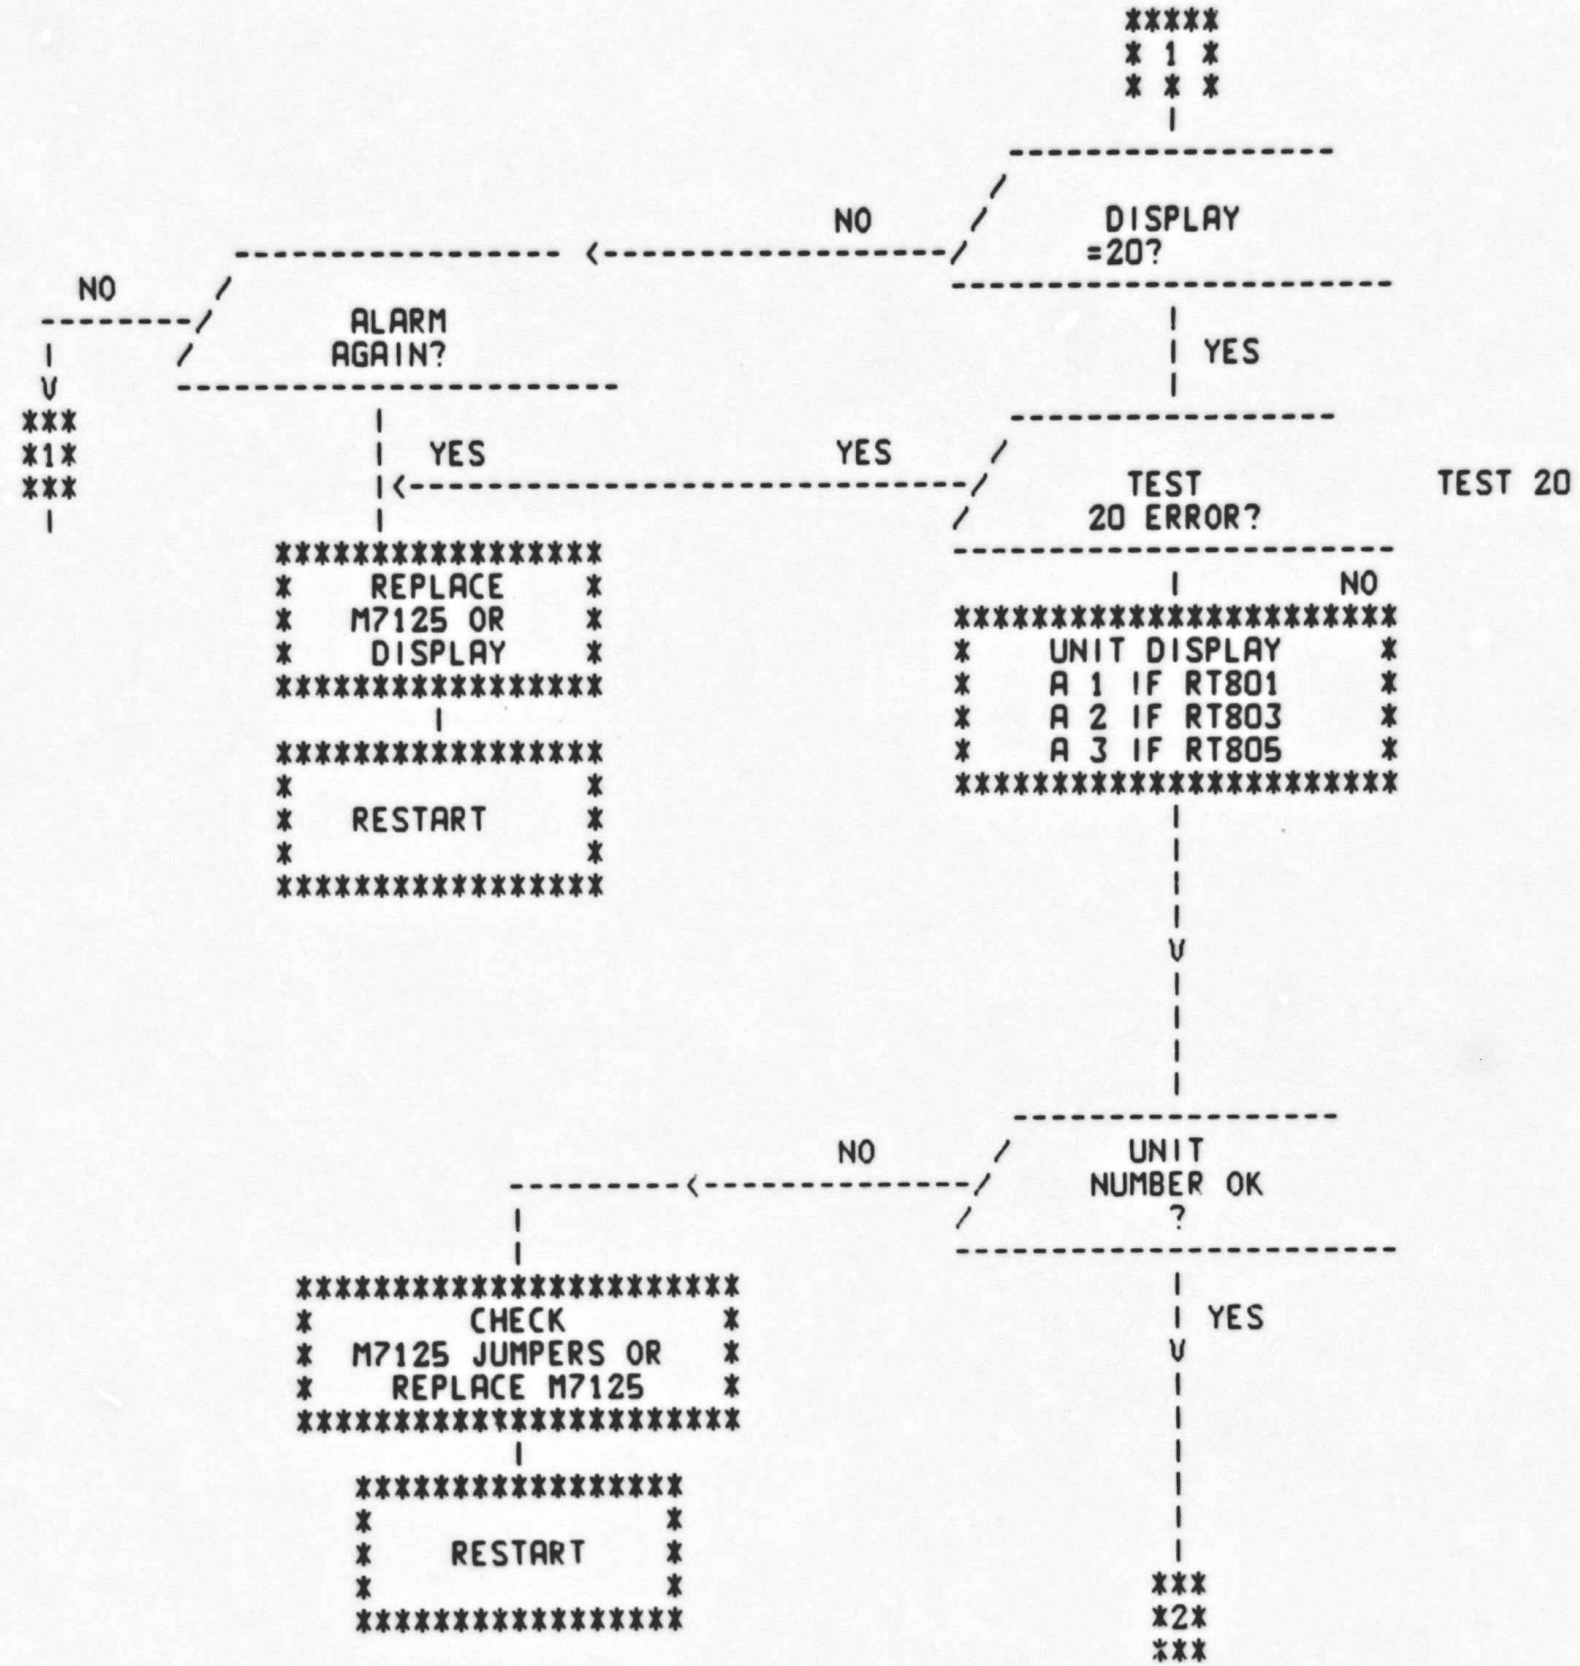 *****
* 1 *
* * *
DISPLAY
=20?
NO
NO
ALARM
AGAIN?
YES
***
*1*
***
YES
YES
TEST
20 ERROR?
TEST 20
NO
*****************
* REPLACE *
* M7125 OR *
* DISPLAY *
*****************
***********************
* UNIT DISPLAY *
* A 1 IF RT801 *
* A 2 IF RT803 *
* A 3 IF RT805 *
***********************
*****************
* *
* RESTART *
* *
*****************
UNIT
NUMBER OK
?
NO
YES
***********************
* CHECK *
* M7125 JUMPERS OR *
* REPLACE M7125 *
***********************
*****************
* *
* RESTART *
* *
*****************
***
*2*
***